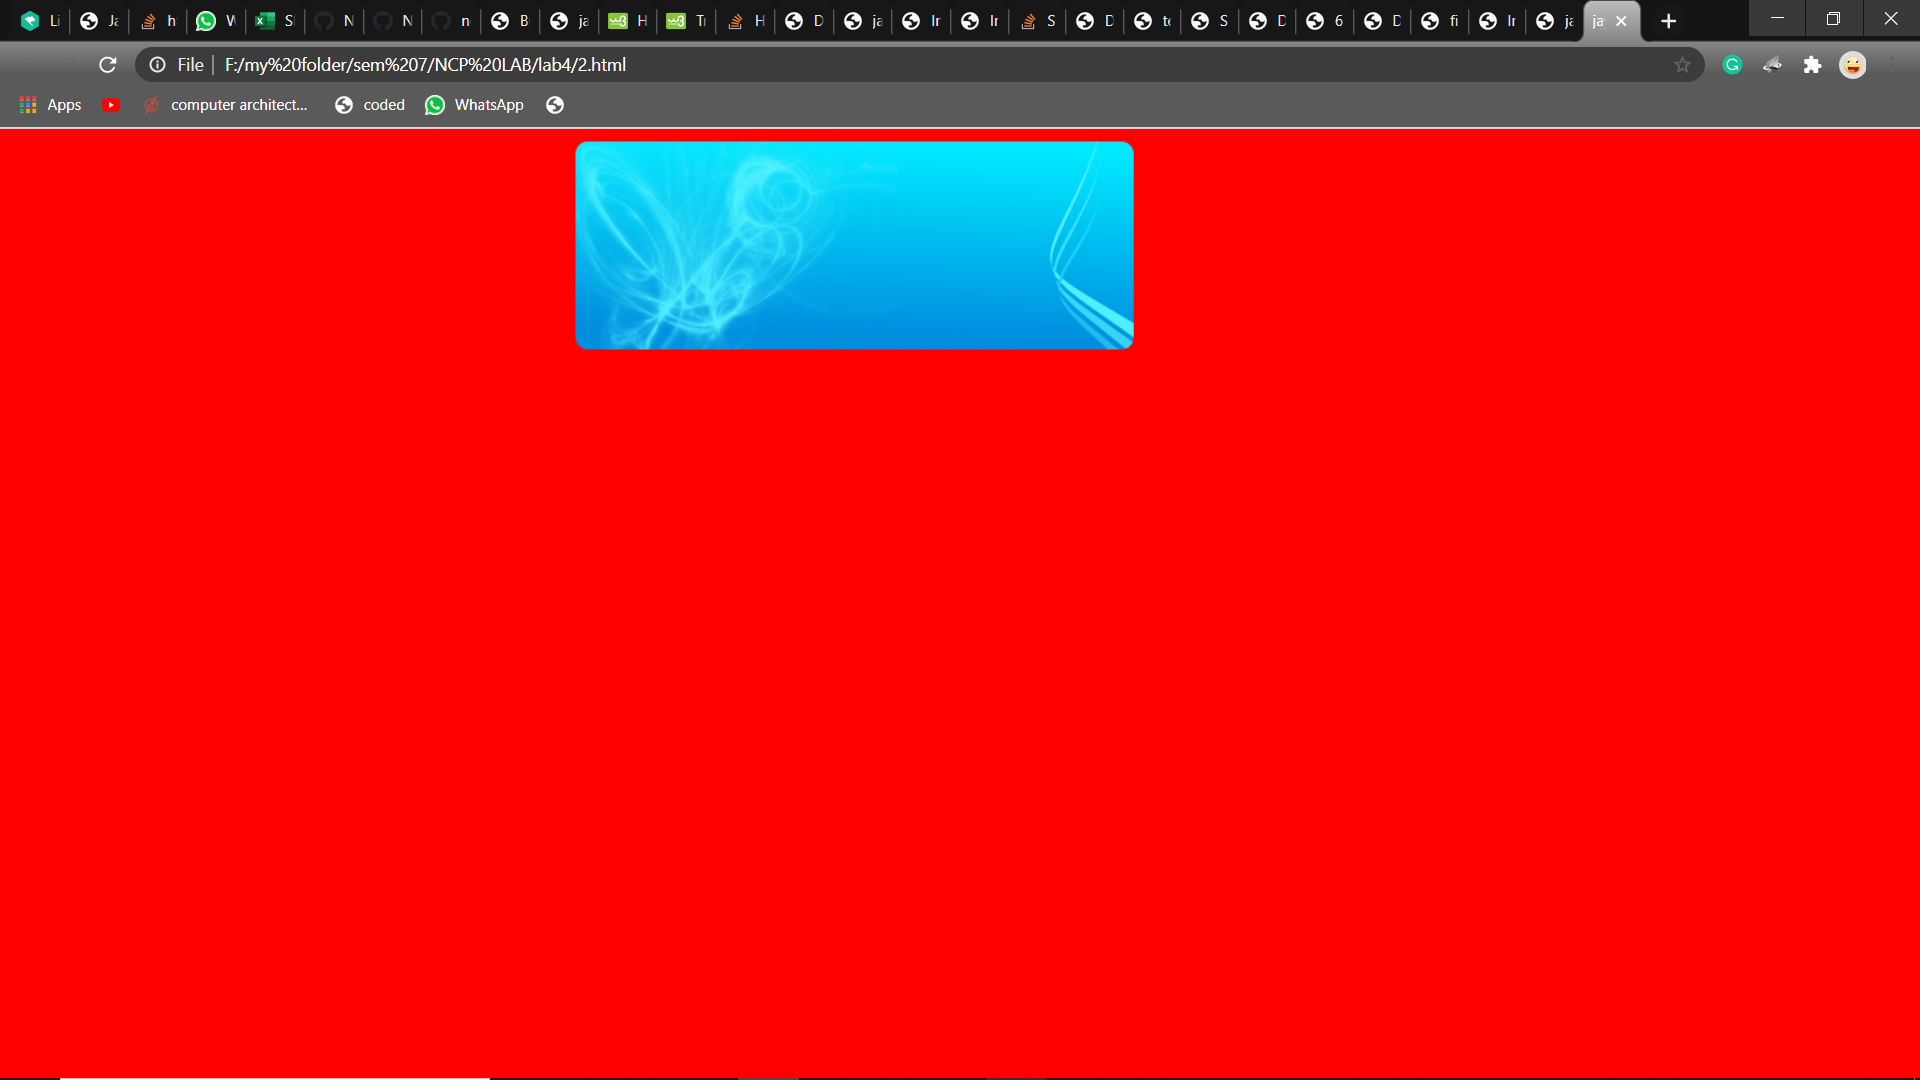 Li Ja h W S N N n B ja H Tr H D ja Ir Ir S D te S D 6 D fi Ir ja ja
File F:/my%20folder/sem%207/NCP%20LAB/lab4/2.html
Apps computer architect... coded WhatsApp